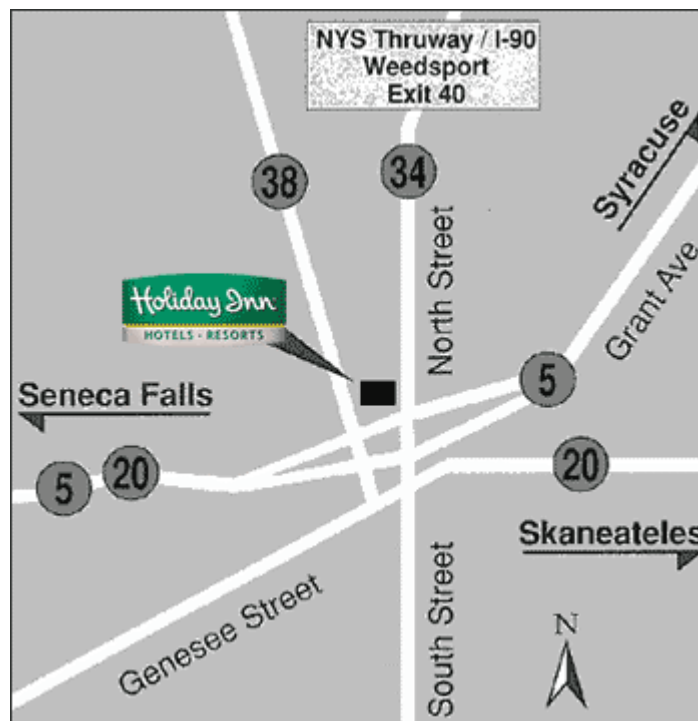 NYS Thruway / I-90
Weedsport
Exit 40
Syracuse
38
34
North Street
Grant Ave
Holiday Inn
HOTELS · RESORTS
5
Seneca Falls
5
20
20
Skaneateles
Genesee Street
South Street
N